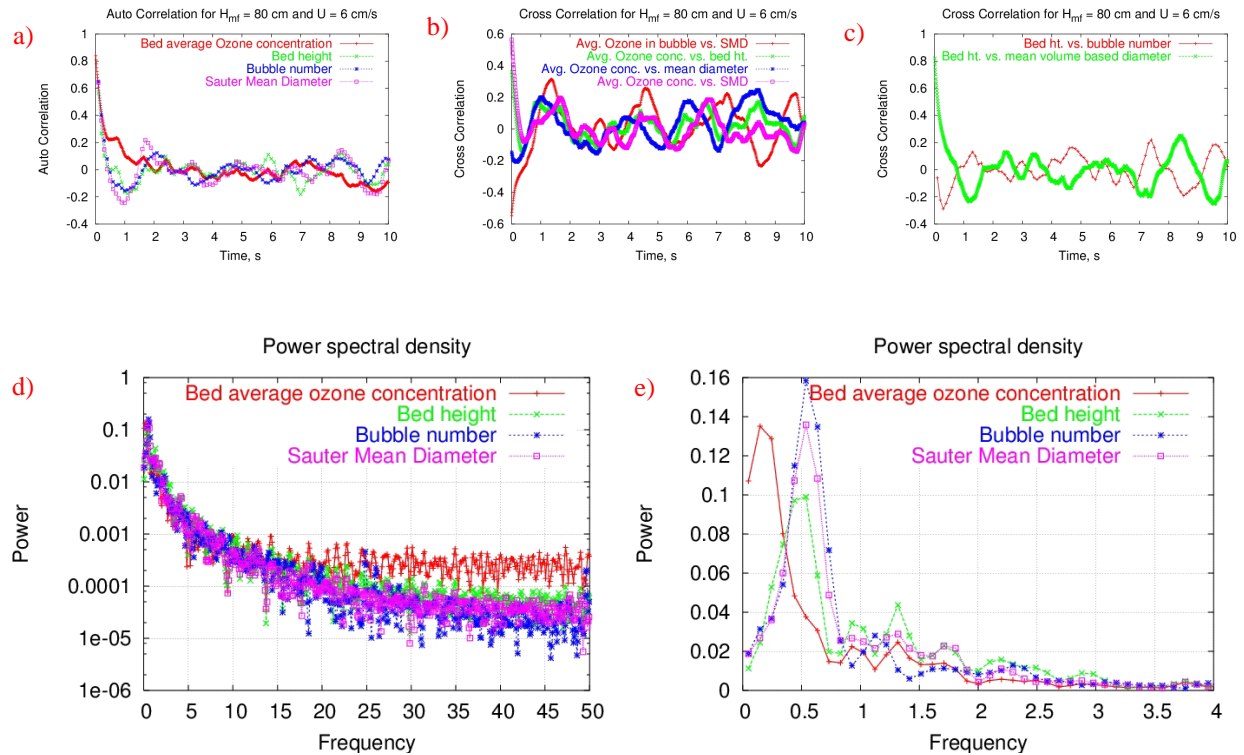 Auto Correlation for Hmf = 80 cm and U = 6 cm/s
a)
Bed average Ozone concentration
Bed height
Bubble number
Sauter Mean Diameter
Auto Correlation
1
0.8
0.6
0.4
0.2
0
-0.2
-0.4
0 1 2 3 4 5 6 7 8 9 10
Time, s
Cross Correlation for Hmf = 80 cm and U = 6 cm/s
b)
Avg. Ozone in bubble vs. SMD
Avg. Ozone conc. vs. bed ht.
Avg. Ozone conc. vs. mean diameter
Avg. Ozone conc. vs. SMD
Cross Correlation
0.6
0.4
0.2
0
-0.2
-0.4
0.6
0 1 2 3 4 5 6 7 8 9 10
Time, s
Cross Correlation for Hmf = 80 cm and U = 6 cm/s
c)
Bed ht. vs. bubble number
Bed ht. vs. mean volume based diameter
Cross Correlation
1
0.8
0.6
0.4
0.2
0
-0.2
-0.4
0 1 2 3 4 5 6 7 8 9 10
Time, s
Power spectral density
d)
Bed average ozone concentration
Bed height
Bubble number
Sauter Mean Diameter
Power
1
0.1
0.01
0.001
0.0001
1e-05
1e-06
0 5 10 15 20 25 30 35 40 45 50
Frequency
Power spectral density
e)
Bed average ozone concentration
Bed height
Bubble number
Sauter Mean Diameter
Power
0.16
0.14
0.12
0.1
0.08
0.06
0.04
0.02
0
0 0.5 1 1.5 2 2.5 3 3.5 4
Frequency